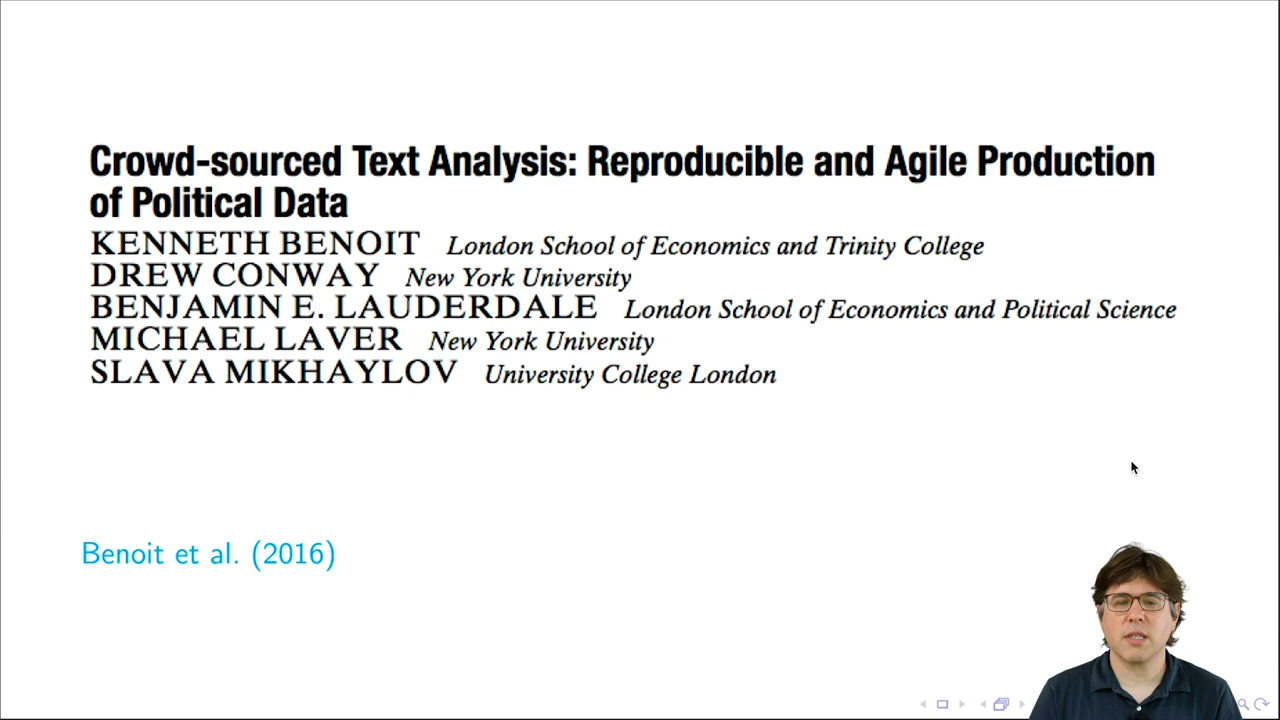 Crowd-sourced Text Analysis: Reproducible and Agile Production
of Political Data
KENNETH BENOIT London School of Economics and Trinity College
DREW CONWAY New York University
BENJAMIN E. LAUDERDALE London School of Economics and Political Science
MICHAEL LAVER New York University
SLAVA MIKHAYLOV University College London
Benoit et al. (2016)